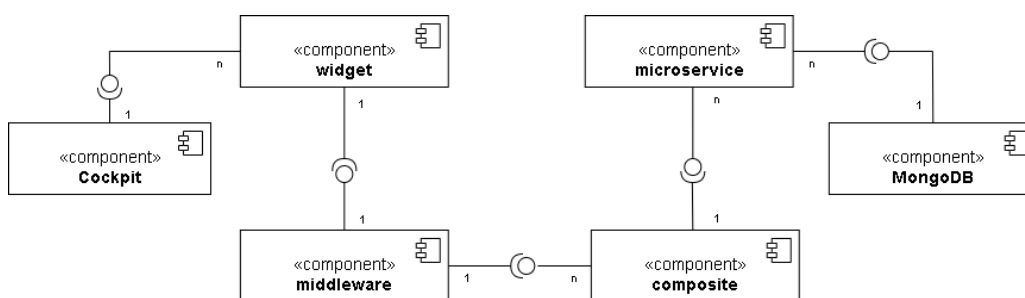 «component»
widget
n
1
«component»
microservice
n
n
1
«component»
Cockpit
1
«component»
MongoDB
1
1
«component»
middleware
1
n
«component»
composite